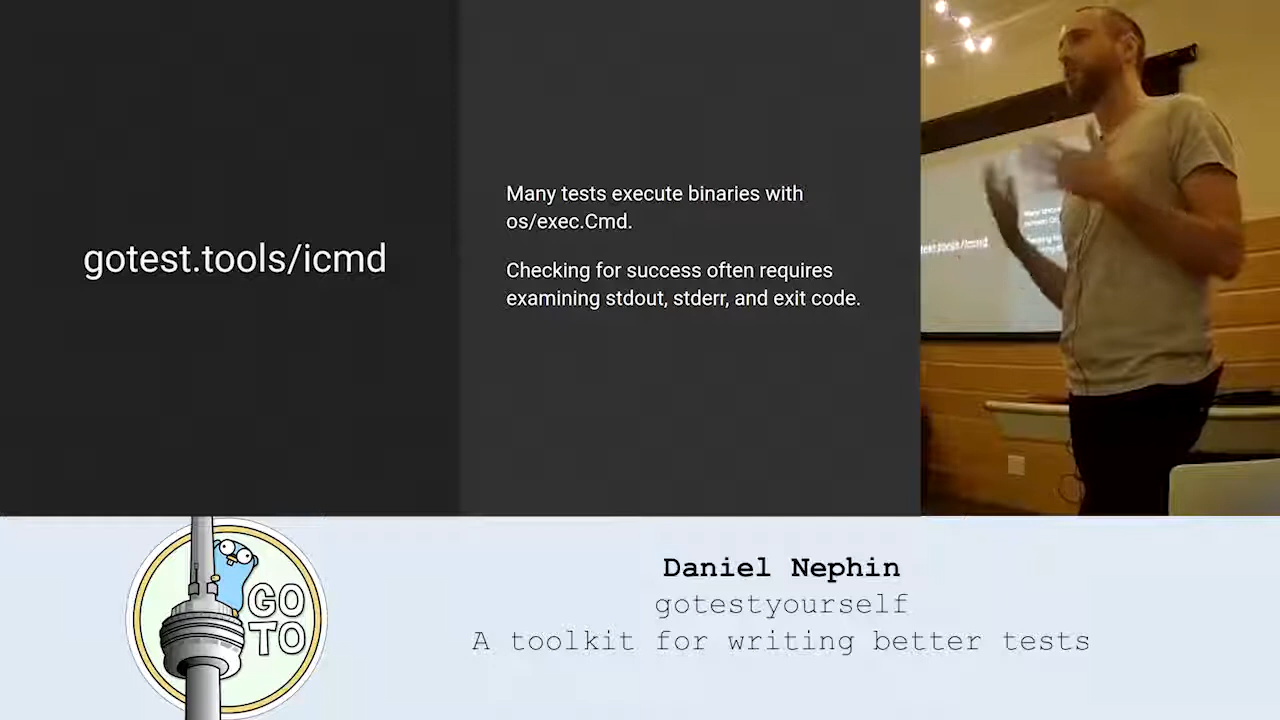 gotest.tools/icmd
Many tests execute binaries with
os/exec.Cmd.
Checking for success often requires
examining stdout, stderr, and exit code.
GO
TO
Daniel Nephin
gotestyourself
A toolkit for writing better tests